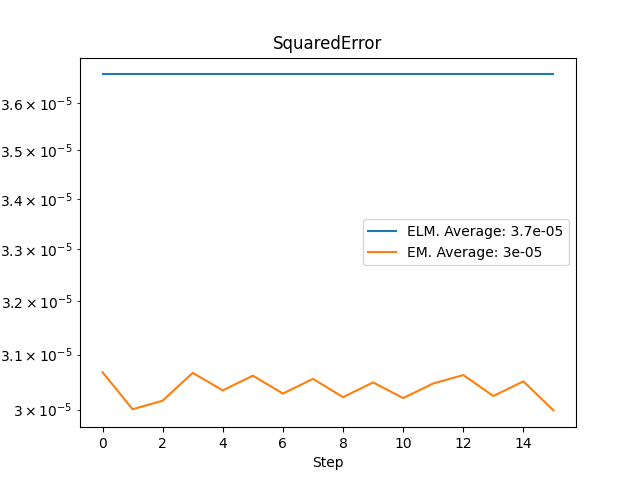 SquaredError
3.6 × 10⁻⁵
3.5 × 10⁻⁵
3.4 × 10⁻⁵
3.3 × 10⁻⁵
3.2 × 10⁻⁵
3.1 × 10⁻⁵
3 × 10⁻⁵
ELM. Average: 3.7e-05
EM. Average: 3e-05
0 2 4 6 8 10 12 14
Step